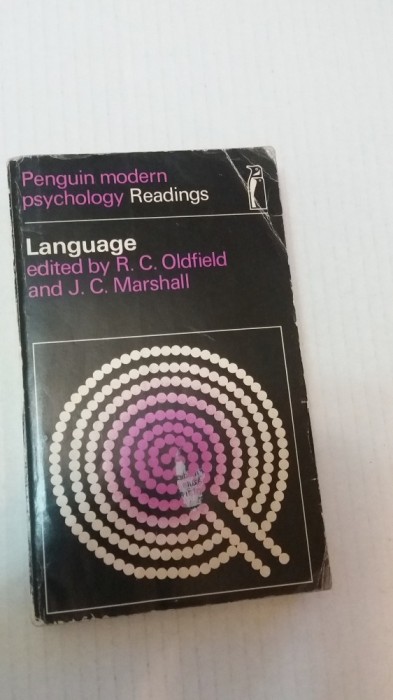 Penguin modern
psychology Readings
Language
edited by R. C. Oldfield
and J. C. Marshall